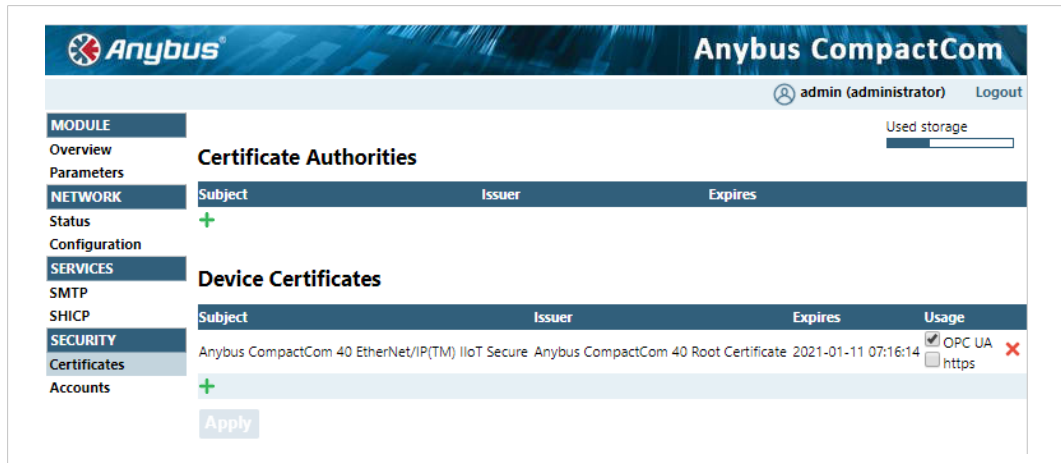 Anybus®
Anybus CompactCom
admin (administrator) Logout
MODULE
Overview
Parameters
NETWORK
Status
Configuration
SERVICES
SMTP
SHICP
SECURITY
Certificates
Accounts
Used storage
Certificate Authorities
Subject Issuer Expires
Device Certificates
Subject Issuer Expires Usage
Anybus CompactCom 40 EtherNet/IP(TM) IIoT Secure Anybus CompactCom 40 Root Certificate 2021-01-11 07:16:14 OPC UA
https
Apply